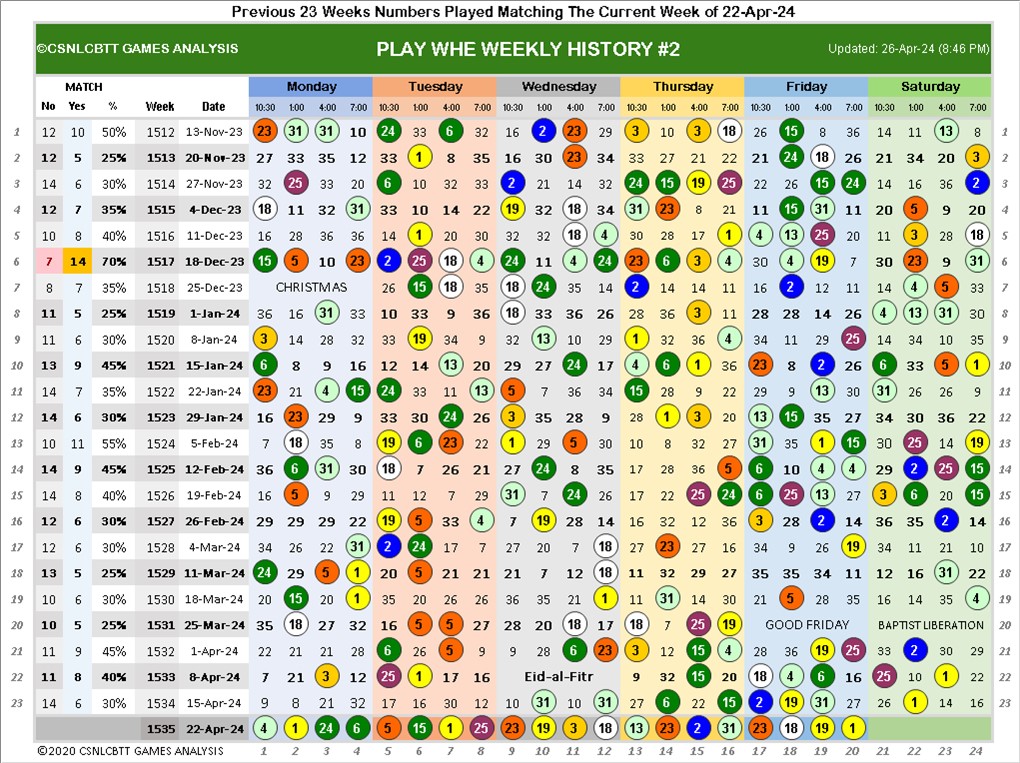 Previous 23 Weeks Numbers Played Matching The Current Week of 22-Apr-24
©CSNLCBTT GAMES ANALYSIS PLAY WHE WEEKLY HISTORY #2 Updated: 26-Apr-24 (8:46 PM)
MATCH Monday Tuesday Wednesday Thursday Friday Saturday
No Yes % Week Date 10:30 1:00 4:00 7:00 10:30 1:00 4:00 7:00 10:30 1:00 4:00 7:00 10:30 1:00 4:00 7:00 10:30 1:00 4:00 7:00 10:30 1:00 4:00 7:00
1 12 10 50% 1512 13-Nov-23 23 31 31 10 24 33 6 32 16 2 23 29 3 10 3 18 26 15 8 36 14 11 13 8 1
2 12 5 25% 1513 20-Nov-23 27 33 35 12 33 1 8 35 16 30 23 34 33 27 21 22 21 24 18 26 21 34 20 3 2
3 14 6 30% 1514 27-Nov-23 32 25 33 20 6 10 32 33 2 21 14 32 24 15 19 25 22 26 15 24 14 16 36 2 3
4 12 7 35% 1515 4-Dec-23 18 11 32 31 33 10 14 22 19 32 18 34 31 23 8 21 11 15 31 11 20 5 9 20 4
5 10 8 40% 1516 11-Dec-23 16 28 36 36 14 1 20 30 32 32 18 4 30 28 17 1 4 13 25 20 11 3 28 18 5
6 7 14 70% 1517 18-Dec-23 15 5 10 23 2 25 18 4 24 11 4 24 23 6 3 4 30 4 19 7 30 23 9 31 6
7 8 7 35% 1518 25-Dec-23 CHRISTMAS 26 15 18 35 18 24 35 14 2 14 14 11 16 2 12 11 14 4 5 33 7
8 11 5 25% 1519 1-Jan-24 36 16 31 33 10 33 9 36 18 33 36 26 28 36 3 11 28 28 14 26 4 13 31 30 8
9 11 6 30% 1520 8-Jan-24 3 14 28 32 33 19 34 9 32 13 10 29 1 32 36 4 34 11 29 25 14 34 10 35 9
10 13 9 45% 1521 15-Jan-24 6 8 9 16 12 14 13 20 29 27 24 17 4 6 1 36 23 8 2 26 6 33 5 1 10
11 14 7 35% 1522 22-Jan-24 23 21 4 15 24 33 11 13 5 7 36 34 15 28 7 22 29 9 13 30 31 26 26 9 11
12 14 6 30% 1523 29-Jan-24 16 23 29 9 33 30 24 26 3 35 28 9 28 1 3 20 13 15 35 27 34 30 36 22 12
13 10 11 55% 1524 5-Feb-24 7 18 35 8 19 6 23 22 1 29 5 30 10 8 32 27 31 35 1 15 30 25 14 19 13
14 14 9 45% 1525 12-Feb-24 36 6 31 30 18 7 26 21 27 24 8 35 17 28 36 5 6 10 4 4 29 2 25 15 14
15 14 8 40% 1526 19-Feb-24 16 5 9 29 11 12 7 29 31 7 24 26 17 22 25 24 6 25 13 27 3 6 20 15 15
16 12 6 30% 1527 26-Feb-24 29 29 29 22 19 5 33 4 7 19 28 14 16 32 12 36 3 28 2 14 36 35 2 14 16
17 12 6 30% 1528 4-Mar-24 34 26 22 31 2 24 17 7 27 20 7 18 17 23 27 16 34 9 9 19 34 11 21 10 17
18 13 5 25% 1529 11-Mar-24 24 29 5 1 20 5 21 21 21 7 12 18 11 32 29 27 35 35 34 11 12 16 31 22 18
19 10 6 30% 1530 18-Mar-24 20 15 20 1 35 20 26 26 36 35 21 1 11 31 14 30 21 5 28 35 16 14 35 4 19
20 10 5 25% 1531 25-Mar-24 35 18 27 32 16 5 5 27 28 20 18 17 18 7 25 19 GOOD FRIDAY BAPTIST LIBERATION 20
21 11 9 45% 1532 1-Apr-24 22 21 21 28 6 26 5 9 29 11 6 23 3 12 15 4 28 36 19 25 33 2 30 29 21
22 11 8 40% 1533 8-Apr-24 7 21 3 12 25 1 17 16 Eid-al-Fitr 9 32 15 20 18 4 6 16 25 10 1 22 22
23 14 6 30% 1534 15-Apr-24 9 8 21 32 17 16 30 12 10 31 10 31 27 6 22 15 2 19 31 27 26 1 14 16 23
1535 22-Apr-24 4 1 24 6 5 15 1 25 23 19 3 18 13 23 2 31 23 18 19 1
©2020 CSNLCBTT GAMES ANALYSIS 1 2 3 4 5 6 7 8 9 10 11 12 13 14 15 16 17 18 19 20 21 22 23 24